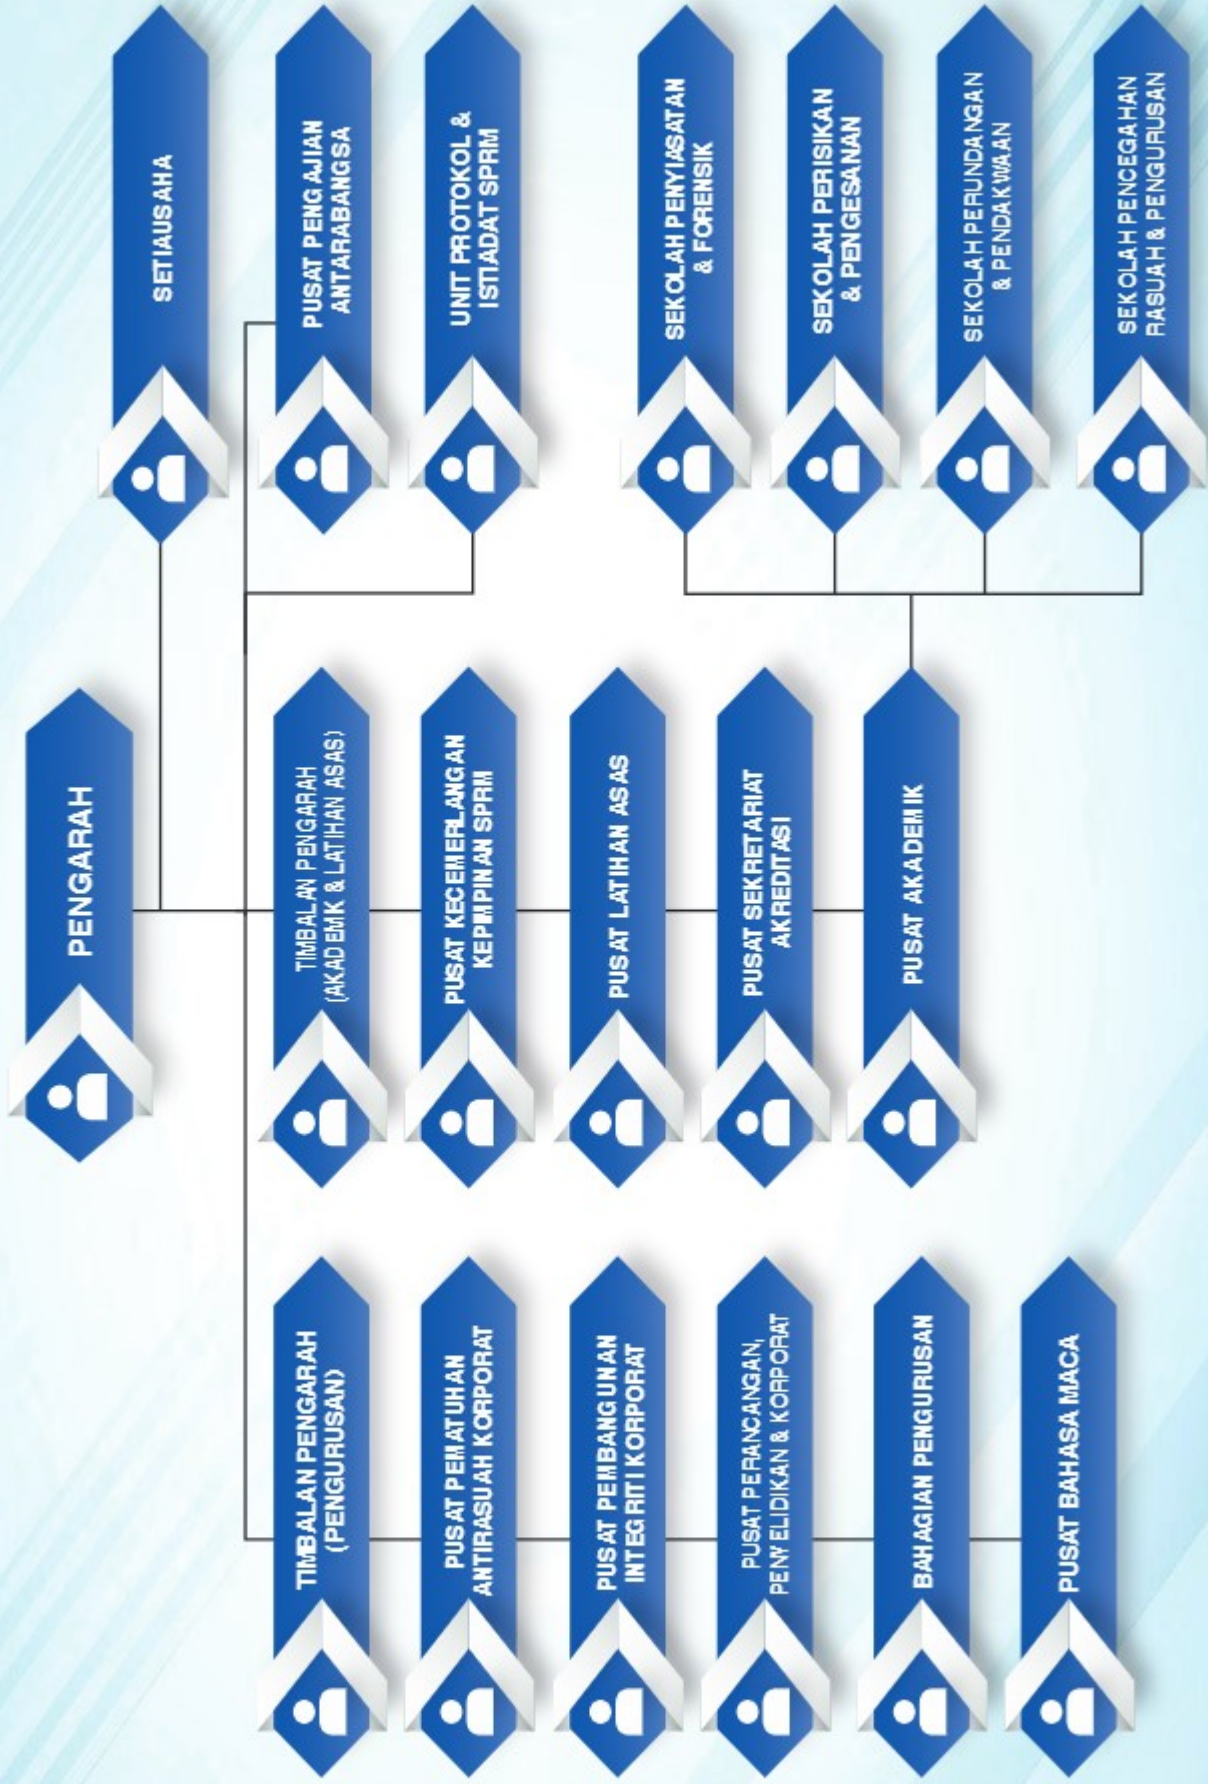 PENGARAH
SETIAUSAHA
TIMBALAN PENGARAH
(PENGURUSAN)
PUSAT PEMATUHAN
ANTIRASUAH KORPORAT
PUSAT PEMBANGUNAN
INTEGRITI KORPORAT
PUSAT PERANCANGAN,
PENYELIDIKAN & KORPORAT
BAHAGIAN PENGURUSAN
PUSAT BAHASA MACA
TIMBALAN PENGARAH
(AKADEMIK & LATIHAN ASAS)
PUSAT KECEMERLANGAN
KEPIMPINAN SPRM
PUSAT LATIHAN ASAS
PUSAT SEKRETARIAT
AKREDITASI
PUSAT AKADEMIK
PUSAT PENGAJIAN
ANTARABANGSA
UNIT PROTOKOL &
ISTIADAT SPRM
SEKOLAH PENYIASATAN
& FORENSIK
SEKOLAH PERISIKAN
& PENGESANAN
SEKOLAH PERUNDANGAN
& PENDAKWAAN
SEKOLAH PENCEGAHAN
RASUAH & PENGURUSAN